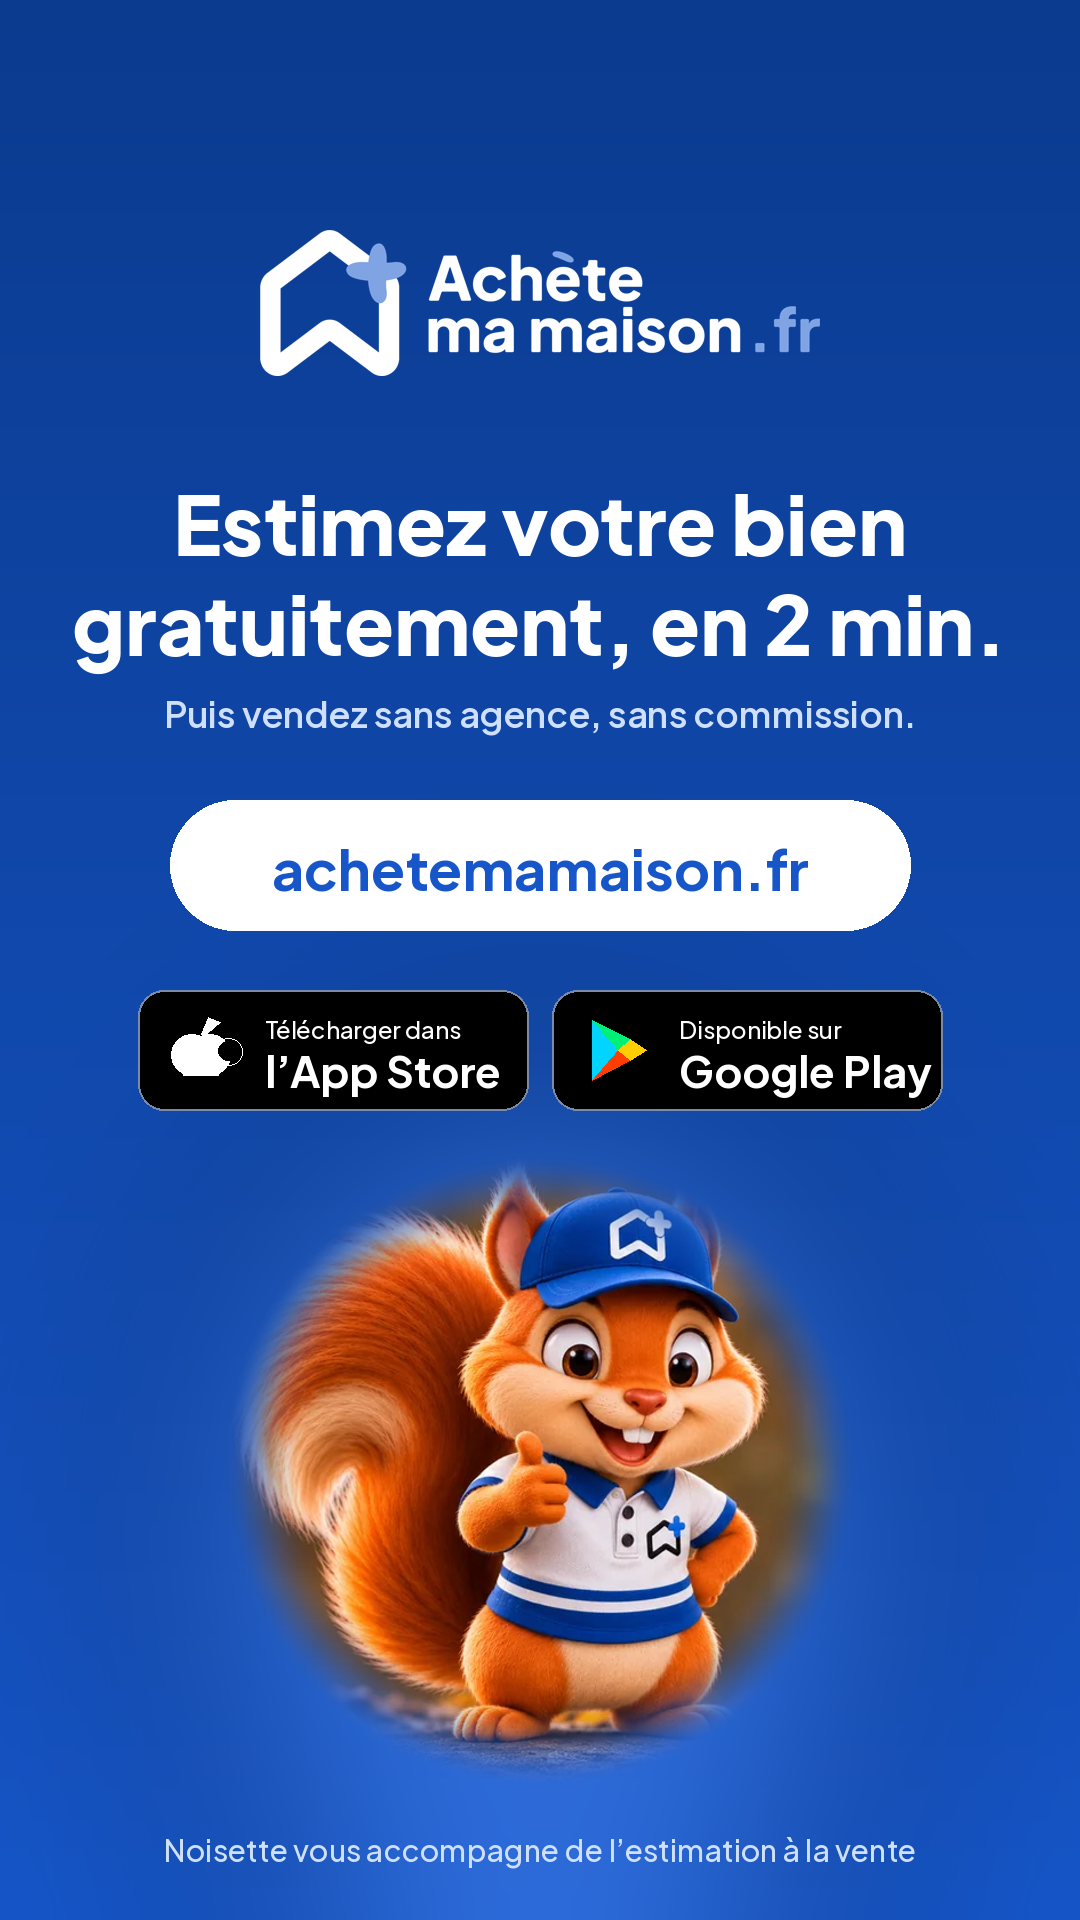 Achète
ma maison.fr
Estimez votre bien
gratuitement, en 2 min.
Puis vendez sans agence, sans commission.
achetemamaison.fr
Télécharger dans
l’App Store
Disponible sur
Google Play
Noisette vous accompagne de l’estimation à la vente